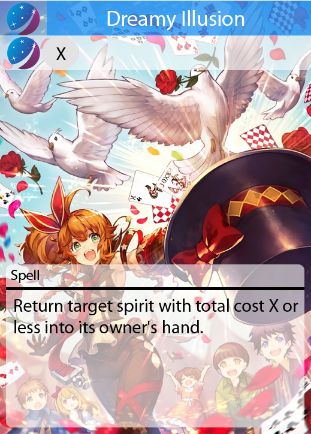 Dreamy Illusion
X
Spell
Return target spirit with total cost X or
less into its owner's hand.